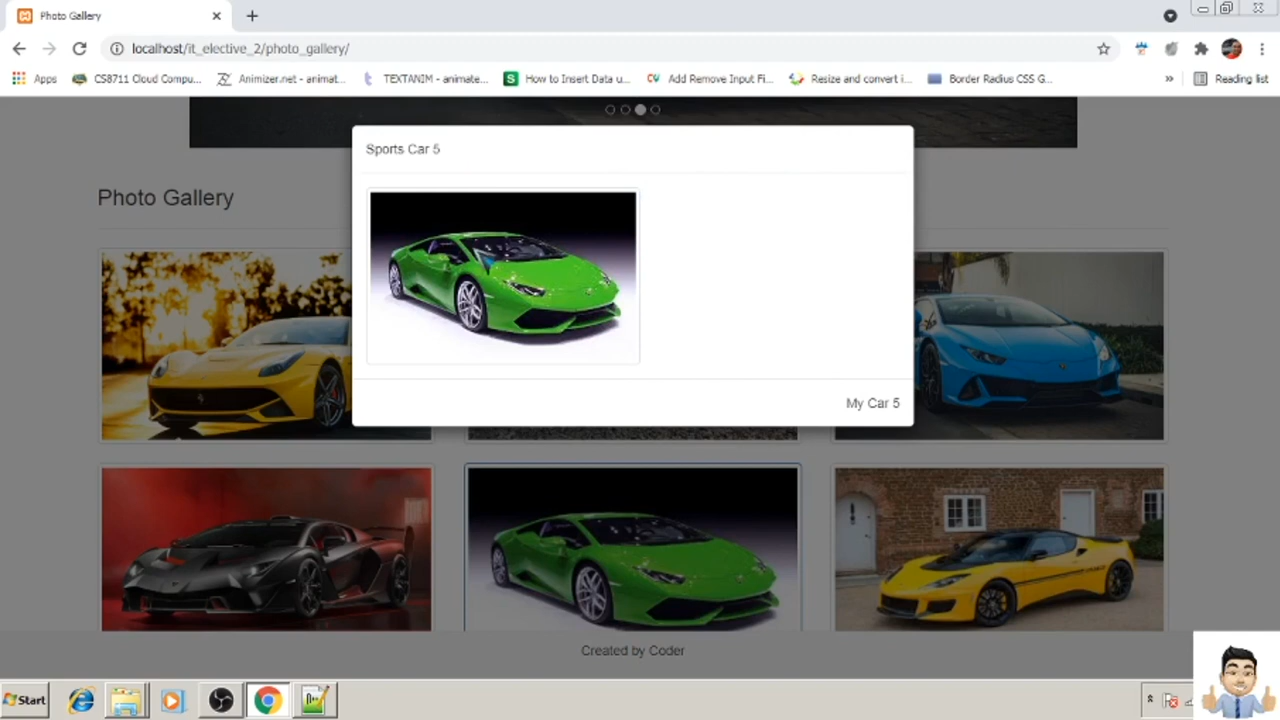 Photo Gallery
localhost/it_elective_2/photo_gallery/
Apps
CS8711 Cloud Compu...
Animizer.net - animat...
TEXTANIM - animate...
How to Insert Data u...
Add Remove Input Fi...
Resize and convert i...
Border Radius CSS G...
»
Reading list
Sports Car 5
Photo Gallery
My Car 5
Created by Coder
Start